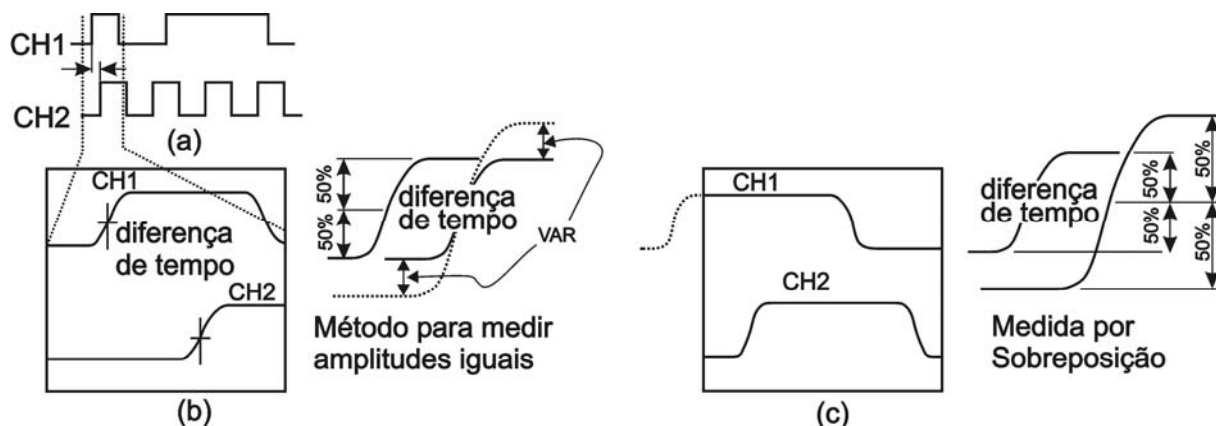 CH1
CH2
(a)
CH1
diferença
de tempo
CH2
(b)
50%
50%
diferença
de tempo
VAR
Método para medir
amplitudes iguais
CH1
CH2
(c)
diferença
de tempo
50%
50%
50%
50%
Medida por
Sobreposição